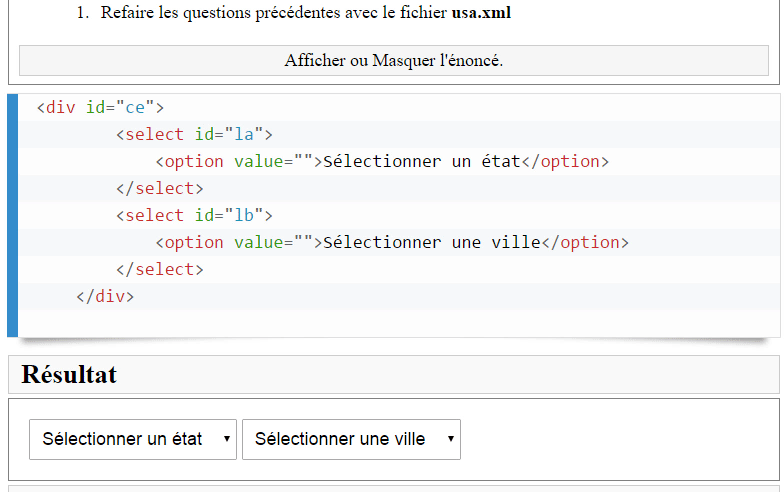 1. Refaire les questions précédentes avec le fichier usa.xml
Afficher ou Masquer l'énoncé.
<div id="ce">
<select id="la">
<option value="">Sélectionner un état</option>
</select>
<select id="lb">
<option value="">Sélectionner une ville</option>
</select>
</div>
Résultat
Sélectionner un état Sélectionner une ville